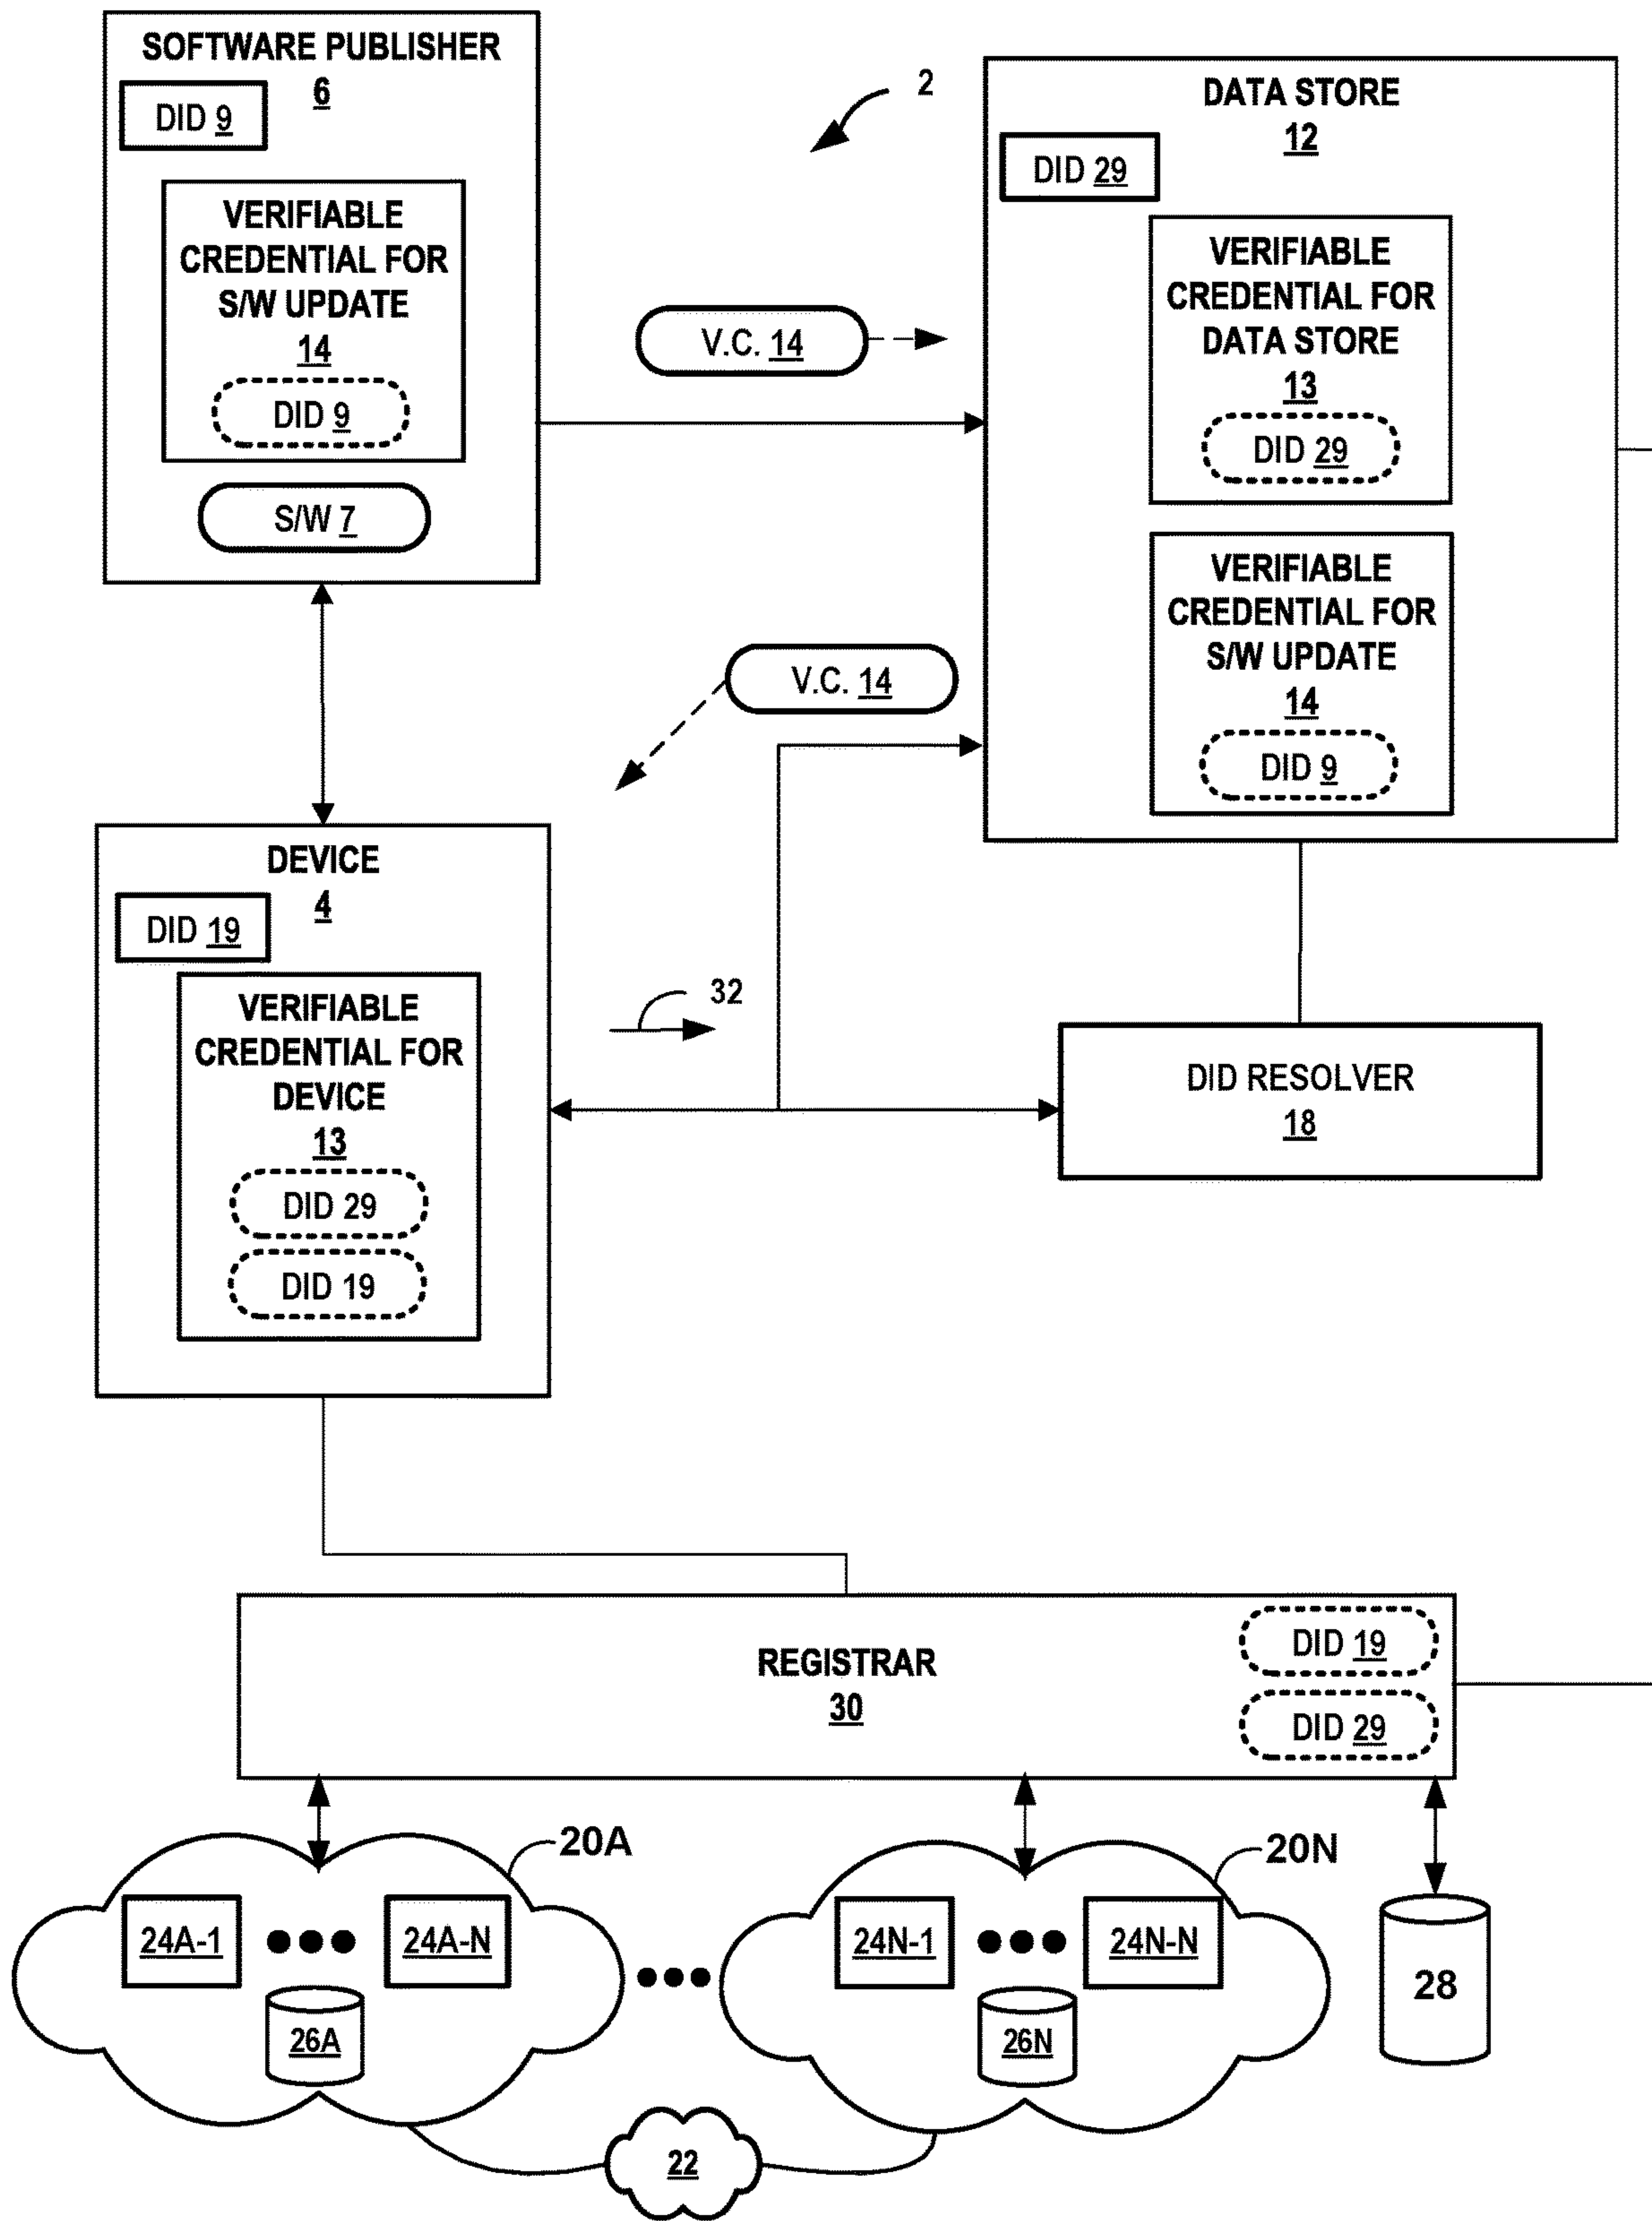 SOFTWARE PUBLISHER
6
DID 9
VERIFIABLE
CREDENTIAL FOR
S/W UPDATE
14
DID 9
S/W 7
2
V.C. 14
DATA STORE
12
DID 29
VERIFIABLE
CREDENTIAL FOR
DATA STORE
13
DID 29
VERIFIABLE
CREDENTIAL FOR
S/W UPDATE
14
DID 9
V.C. 14
DEVICE
4
DID 19
VERIFIABLE
CREDENTIAL FOR
DEVICE
13
DID 29
DID 19
32
DID RESOLVER
18
REGISTRAR
30
DID 19
DID 29
20A
24A-1
24A-N
26A
20N
24N-1
24N-N
26N
28
22